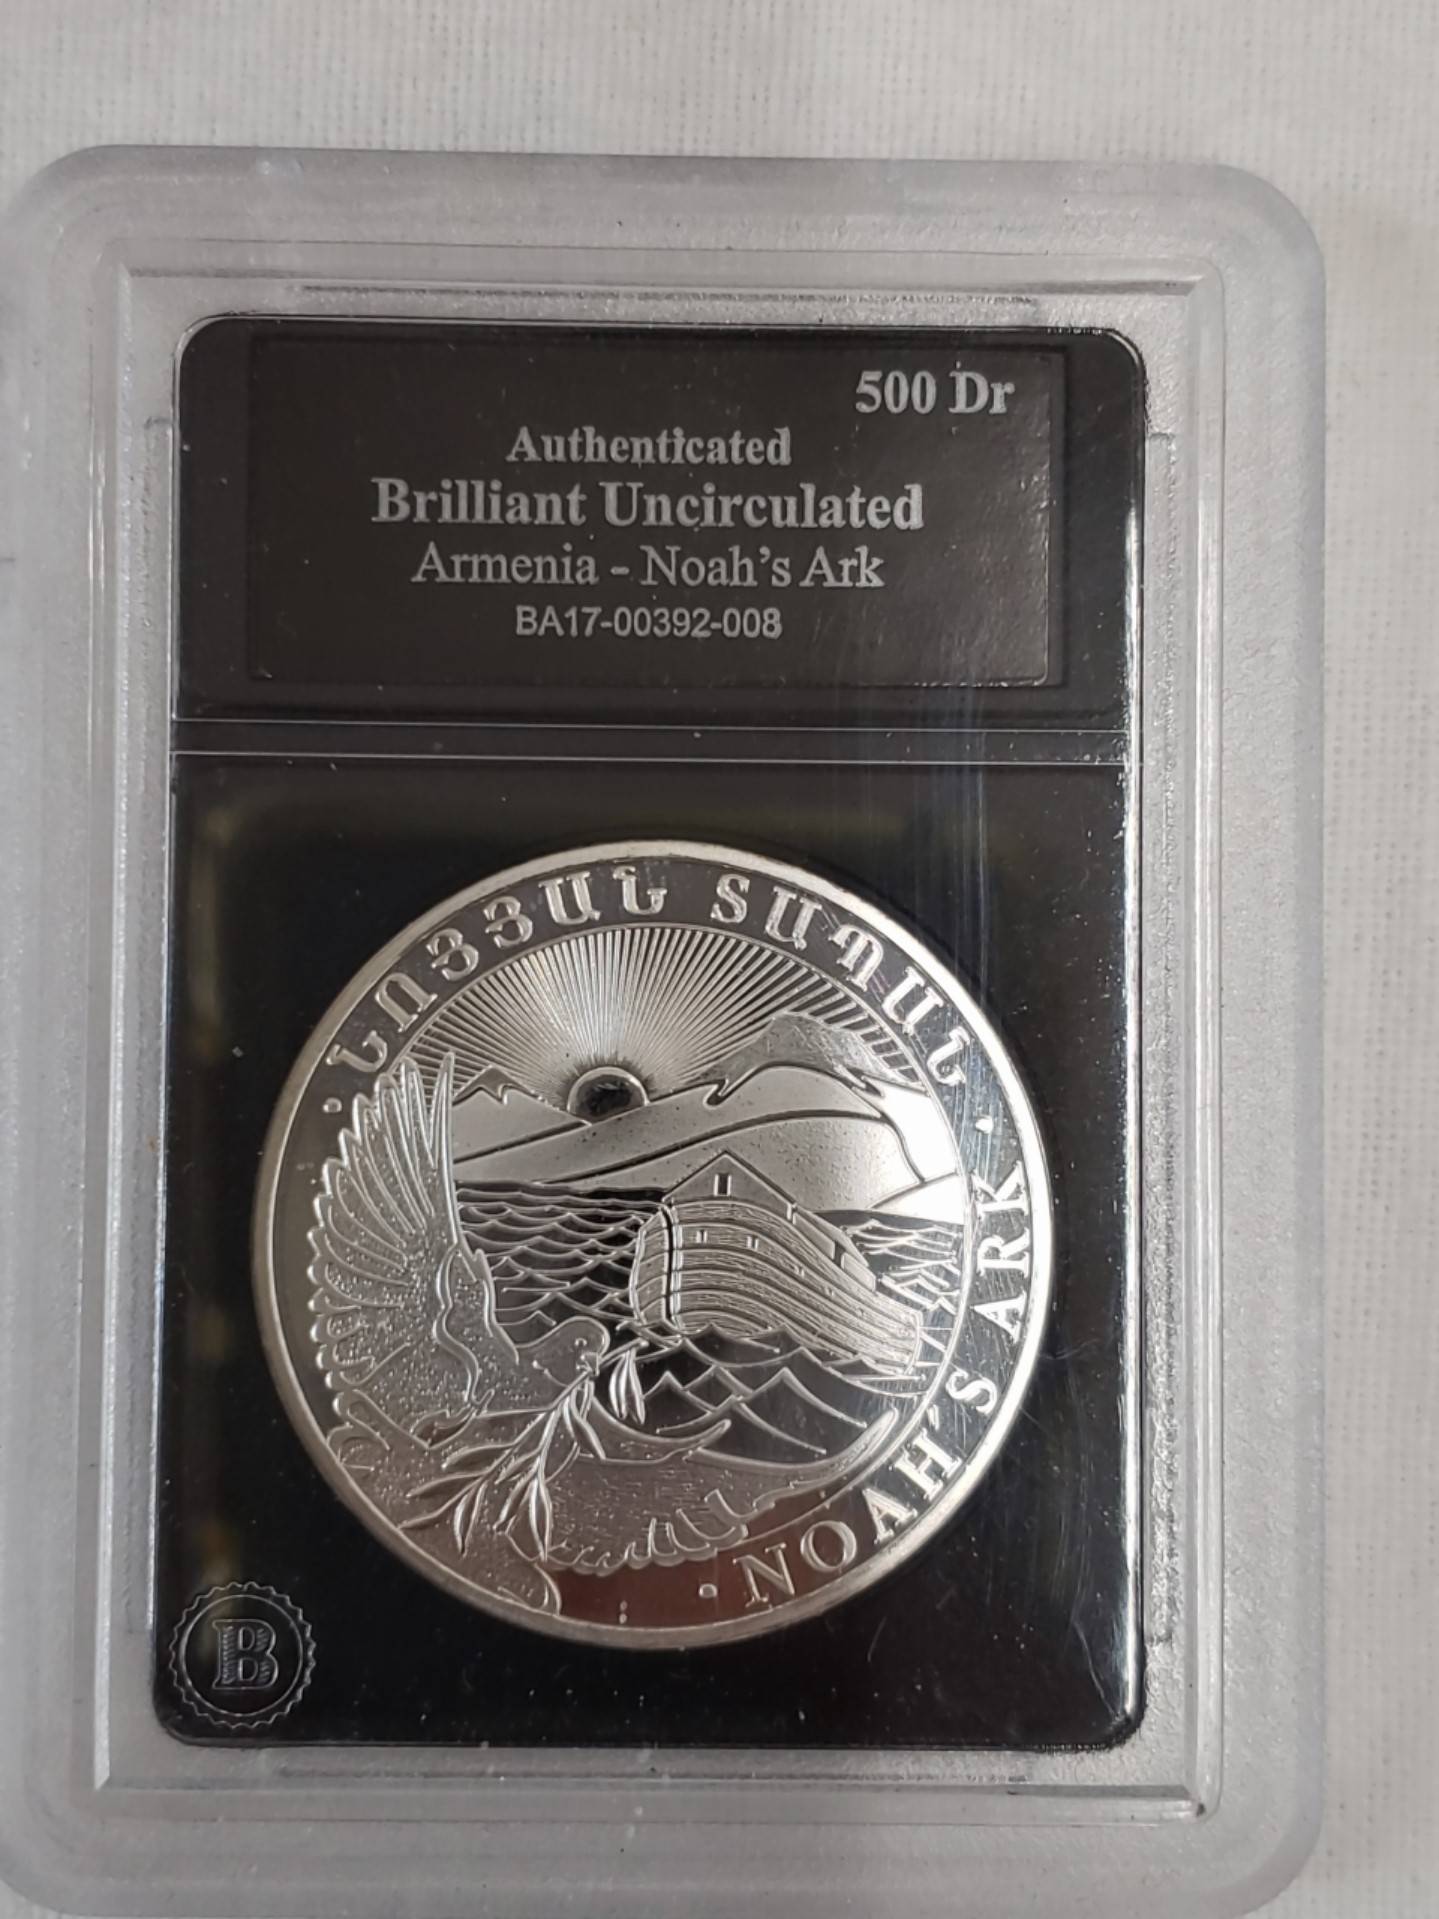 500 Dr
Authenticated
Brilliant Uncirculated
Armenia - Noah's Ark
BA17-00392-008
· ՆՈՅՅԱՆ ՏԱՊԱՆ ·
· NOAH'S ARK
B